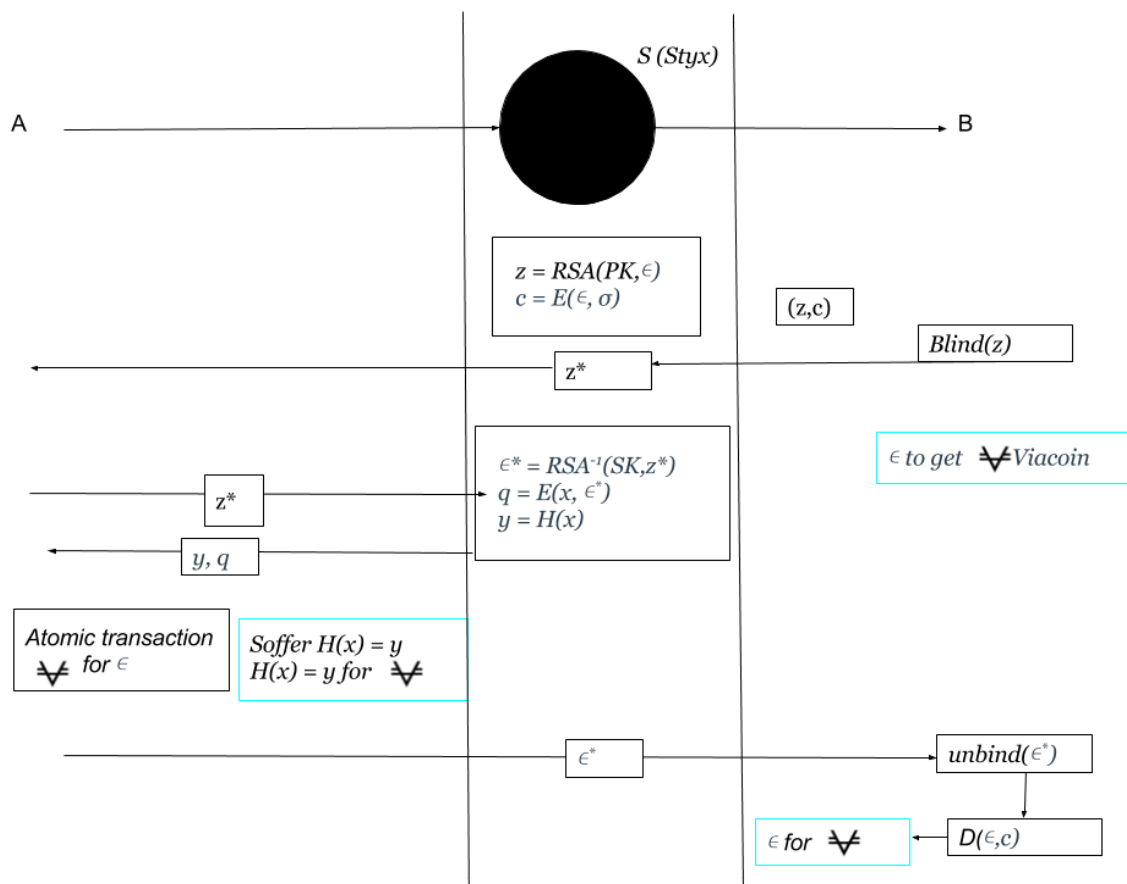 S (Styx)
A
B
z = RSA(PK,∈)
c = E(∈, σ)
(z,c)
Blind(z)
z*
∈* = RSA⁻¹(SK,z*)
q = E(x, ∈*)
y = H(x)
∈ to get Viacoin
z*
y, q
Atomic transaction
for ∈
Soffer H(x) = y
H(x) = y for
∈*
unbind(∈*)
∈ for
D(∈,c)